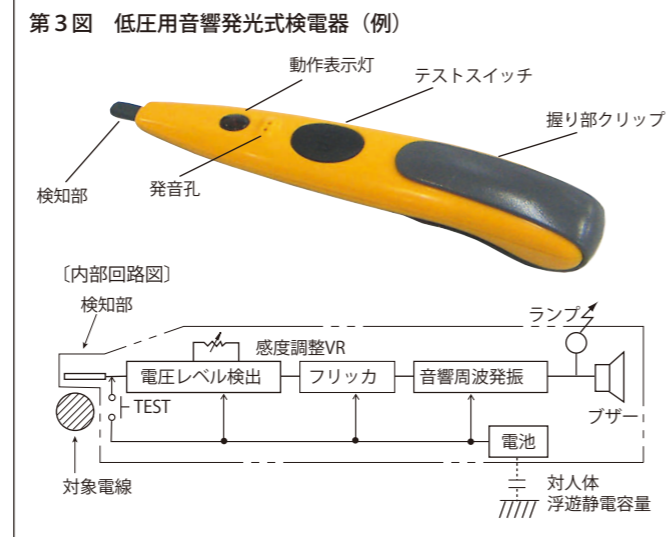 第3図 低圧用音響発光式検電器（例）
動作表示灯
テストスイッチ
握り部クリップ
検知部
発音孔
〔内部回路図〕
検知部
ランプ
感度調整VR
電圧レベル検出
フリッカ
音響周波発振
TEST
ブザー
電池
対象電線
対人体
浮遊静電容量